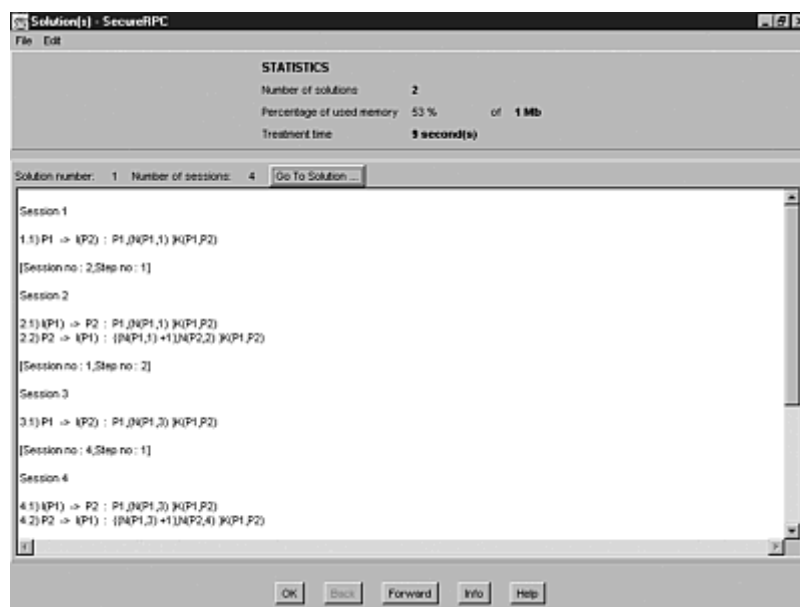 Solution(s) - SecureRPC
File Edit
STATISTICS
Number of solutions 2
Percentage of used memory 53 % of 1 Mb
Treatment time 9 second(s)
Solution number: 1 Number of sessions: 4 Go To Solution ...
Session 1
1.1) P1 -> I(P2) : P1,{N(P1,1) }K(P1,P2)
[Session no : 2,Step no : 1]
Session 2
2.1) I(P1) -> P2 : P1,{N(P1,1) }K(P1,P2)
2.2) P2 -> I(P1) : {(N(P1,1) +1),N(P2,2) }K(P1,P2)
[Session no : 1,Step no : 2]
Session 3
3.1) P1 -> I(P2) : P1,{N(P1,3) }K(P1,P2)
[Session no : 4,Step no : 1]
Session 4
4.1) I(P1) -> P2 : P1,{N(P1,3) }K(P1,P2)
4.2) P2 -> I(P1) : {(N(P1,3) +1),N(P2,4) }K(P1,P2)
OK Back Forward Info Help